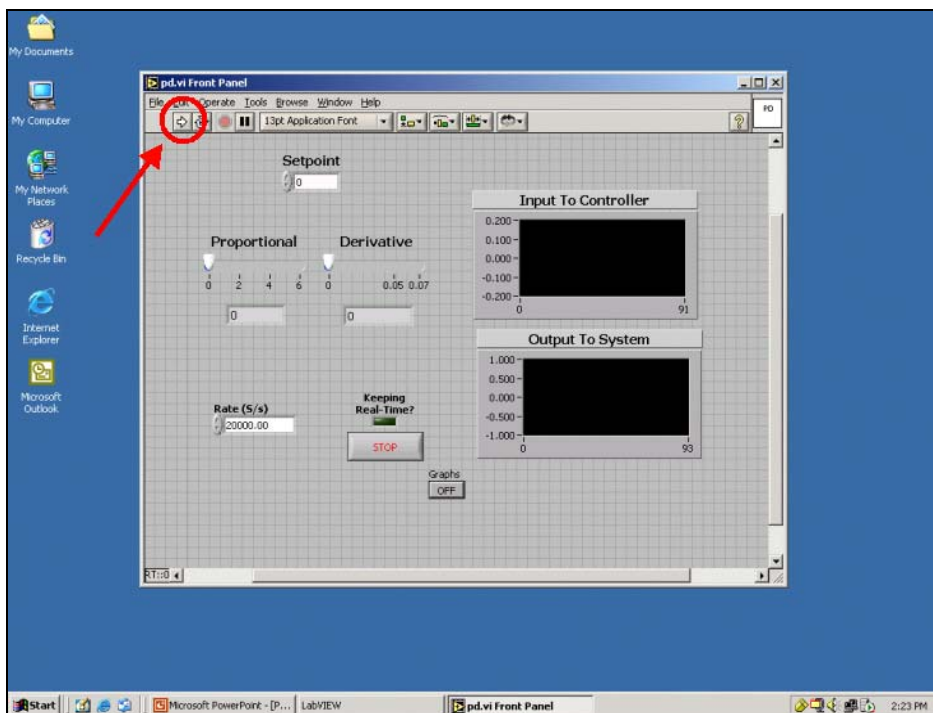 My Documents
My Computer
My Network
Places
Recycle Bin
Internet
Explorer
Microsoft
Outlook
pd.vi Front Panel
File Edit Operate Tools Browse Window Help
13pt Application Font
?
PD
Setpoint
0
Proportional
0 2 4 6
0
Derivative
0 0.05 0.07
0
Rate (S/s)
20000.00
Keeping
Real-Time?
STOP
Graphs
OFF
Input To Controller
0.200
0.100
0.000
-0.100
-0.200
0 91
Output To System
1.000
0.500
0.000
-0.500
-1.000
0 93
RT::0
Start
Microsoft PowerPoint - [P...
LabVIEW
pd.vi Front Panel
2:23 PM